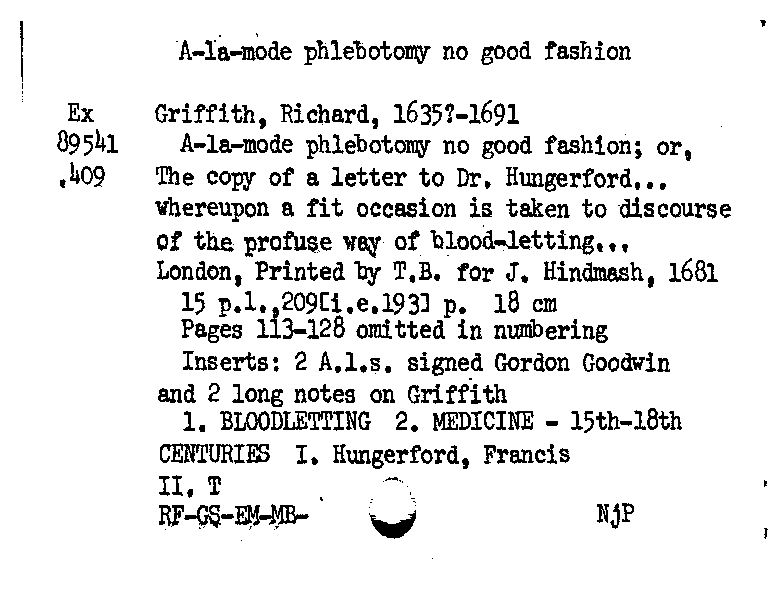 A-la-mode phlebotomy no good fashion
Ex Griffith, Richard, 1635?-1691
89541 A-la-mode phlebotomy no good fashion; or,
.409 The copy of a letter to Dr. Hungerford...
whereupon a fit occasion is taken to discourse
of the profuse way of blood-letting...
London, Printed by T.B. for J. Hindmash, 1681
15 p.l.,209[i.e.193] p. 18 cm
Pages 113-128 omitted in numbering
Inserts: 2 A.l.s. signed Gordon Goodwin
and 2 long notes on Griffith
1. BLOODLETTING 2. MEDICINE - 15th-18th
CENTURIES I. Hungerford, Francis
II. T
RF-GS-EM-MB- NjP